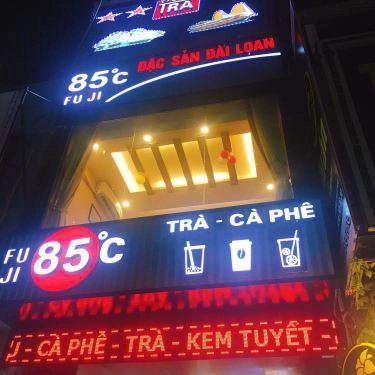 TRÀ
ĐẶC SẢN ĐÀI LOAN
85°C
FU JI
TRÀ - CÀ PHÊ
FU
JI
85°C
CÀ PHÊ - TRÀ - KEM TUYẾT